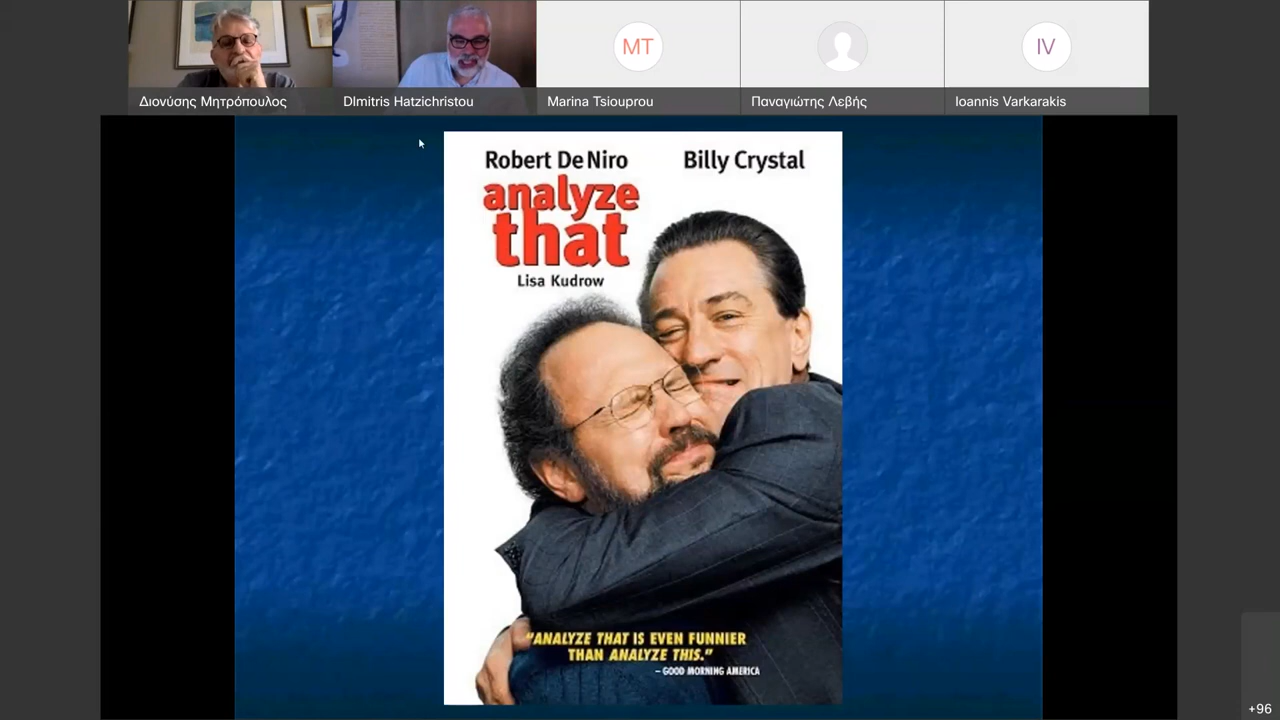 MT
IV
Διονύσης Μητρόπουλος
DImitris Hatzichristou
Marina Tsiouprou
Παναγιώτης Λεβής
Ioannis Varkarakis
Robert De Niro
Billy Crystal
analyze
that
Lisa Kudrow
"ANALYZE THAT IS EVEN FUNNIER
THAN ANALYZE THIS."
– GOOD MORNING AMERICA
+96